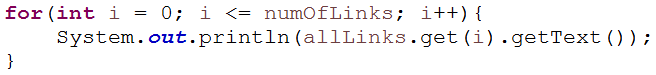 for(int i = 0; i <= numOfLinks; i++){
    System.out.println(allLinks.get(i).getText());
}